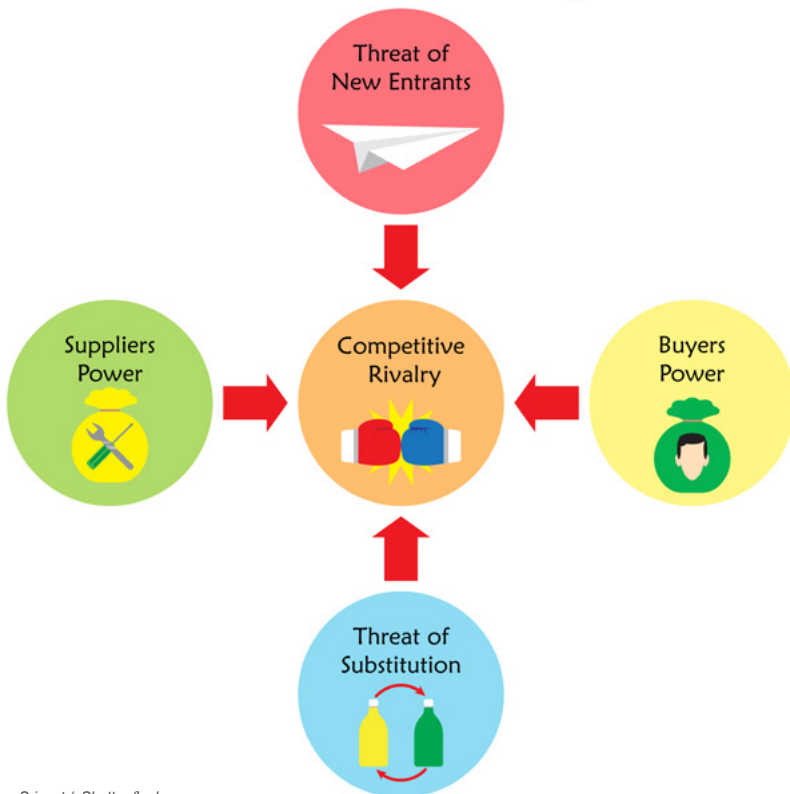 Threat of
New Entrants
Suppliers
Power
Competitive
Rivalry
Buyers
Power
Threat of
Substitution